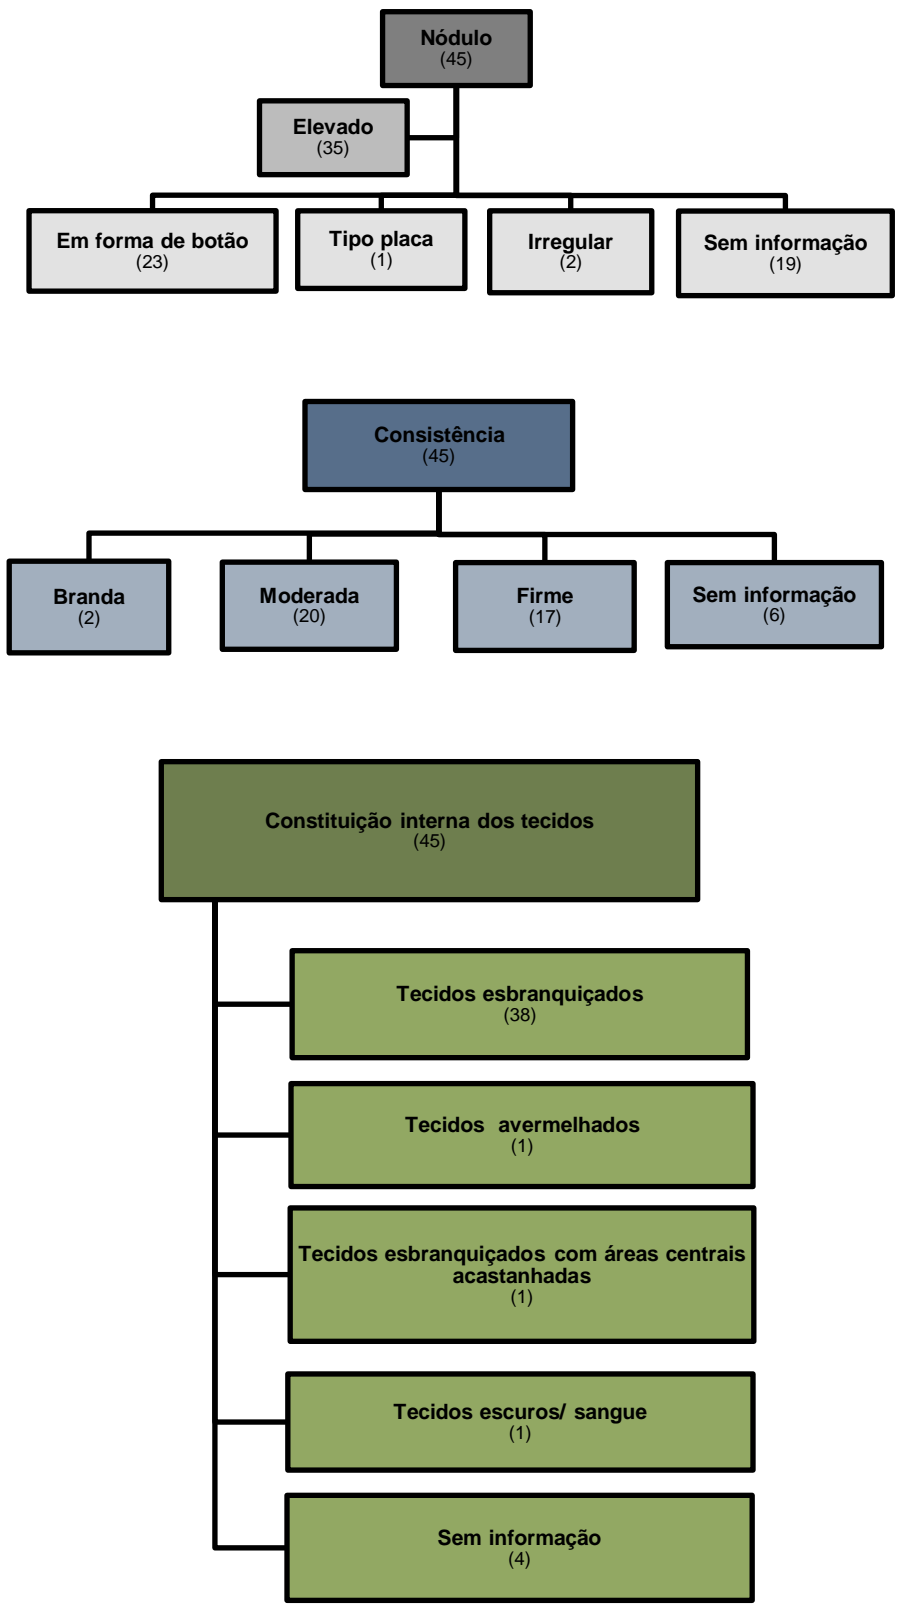 Nódulo
(45)
Elevado
(35)
Em forma de botão
(23)
Tipo placa
(1)
Irregular
(2)
Sem informação
(19)
Consistência
(45)
Branda
(2)
Moderada
(20)
Firme
(17)
Sem informação
(6)
Constituição interna dos tecidos
(45)
Tecidos esbranquiçados
(38)
Tecidos avermelhados
(1)
Tecidos esbranquiçados com áreas centrais
acastanhadas
(1)
Tecidos escuros/ sangue
(1)
Sem informação
(4)